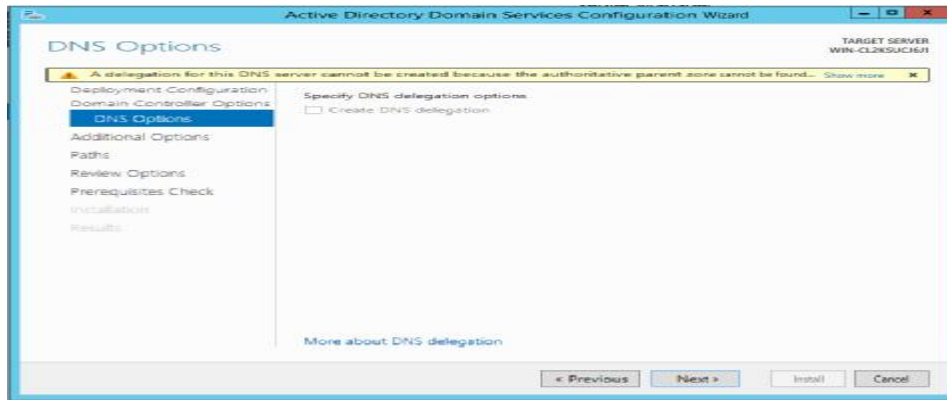 Active Directory Domain Services Configuration Wizard
DNS Options
TARGET SERVER
WIN-CL2KSUCJ6J1
A delegation for this DNS server cannot be created because the authoritative parent zone cannot be found... Show more
Deployment Configuration
Domain Controller Options
DNS Options
Additional Options
Paths
Review Options
Prerequisites Check
Installation
Results
Specify DNS delegation options
Create DNS delegation
More about DNS delegation
< Previous
Next >
Install
Cancel